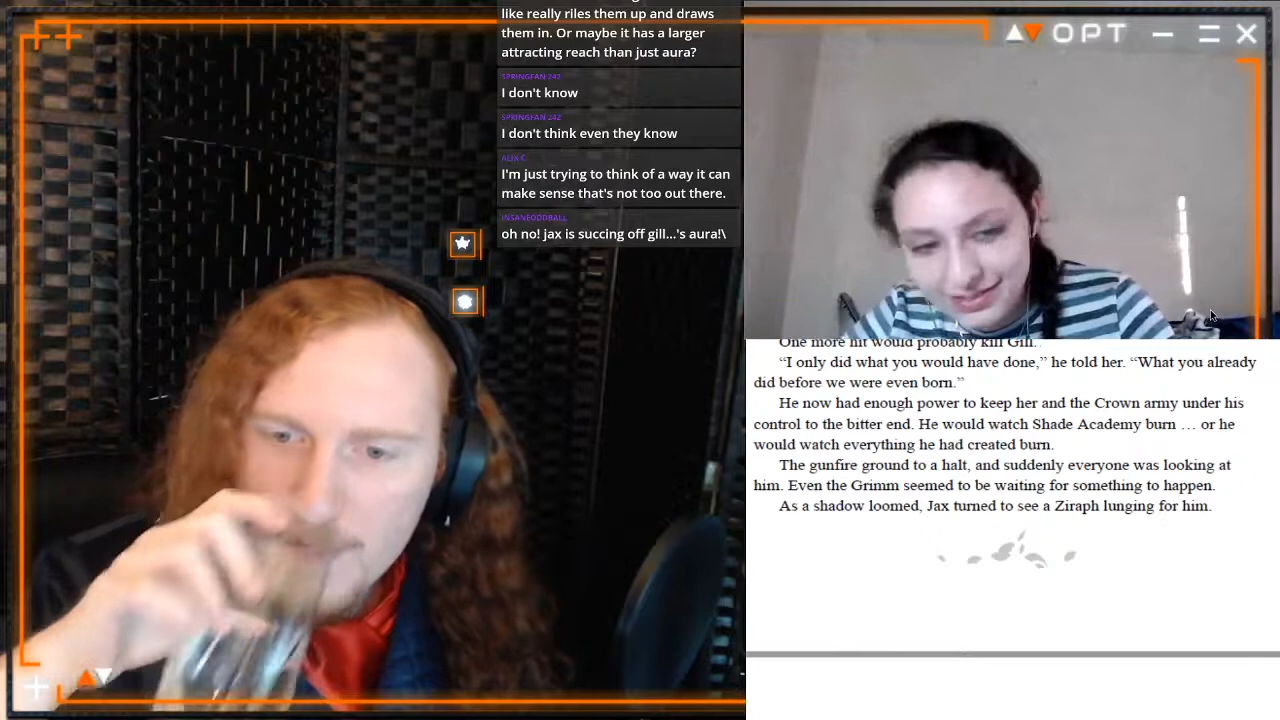 like really riles them up and draws
them in. Or maybe it has a larger
attracting reach than just aura?
SPRINGFAN 242
I don't know
SPRINGFAN 242
I don't think even they know
ALIX C
I'm just trying to think of a way it can
make sense that's not too out there.
INSANEODDBALL
oh no! jax is succing off gill...'s aura!\
OPT
One more hit would probably kill Gill.
“I only did what you would have done,” he told her. “What you already
did before we were even born.”
He now had enough power to keep her and the Crown army under his
control to the bitter end. He would watch Shade Academy burn … or he
would watch everything he had created burn.
The gunfire ground to a halt, and suddenly everyone was looking at
him. Even the Grimm seemed to be waiting for something to happen.
As a shadow loomed, Jax turned to see a Ziraph lunging for him.